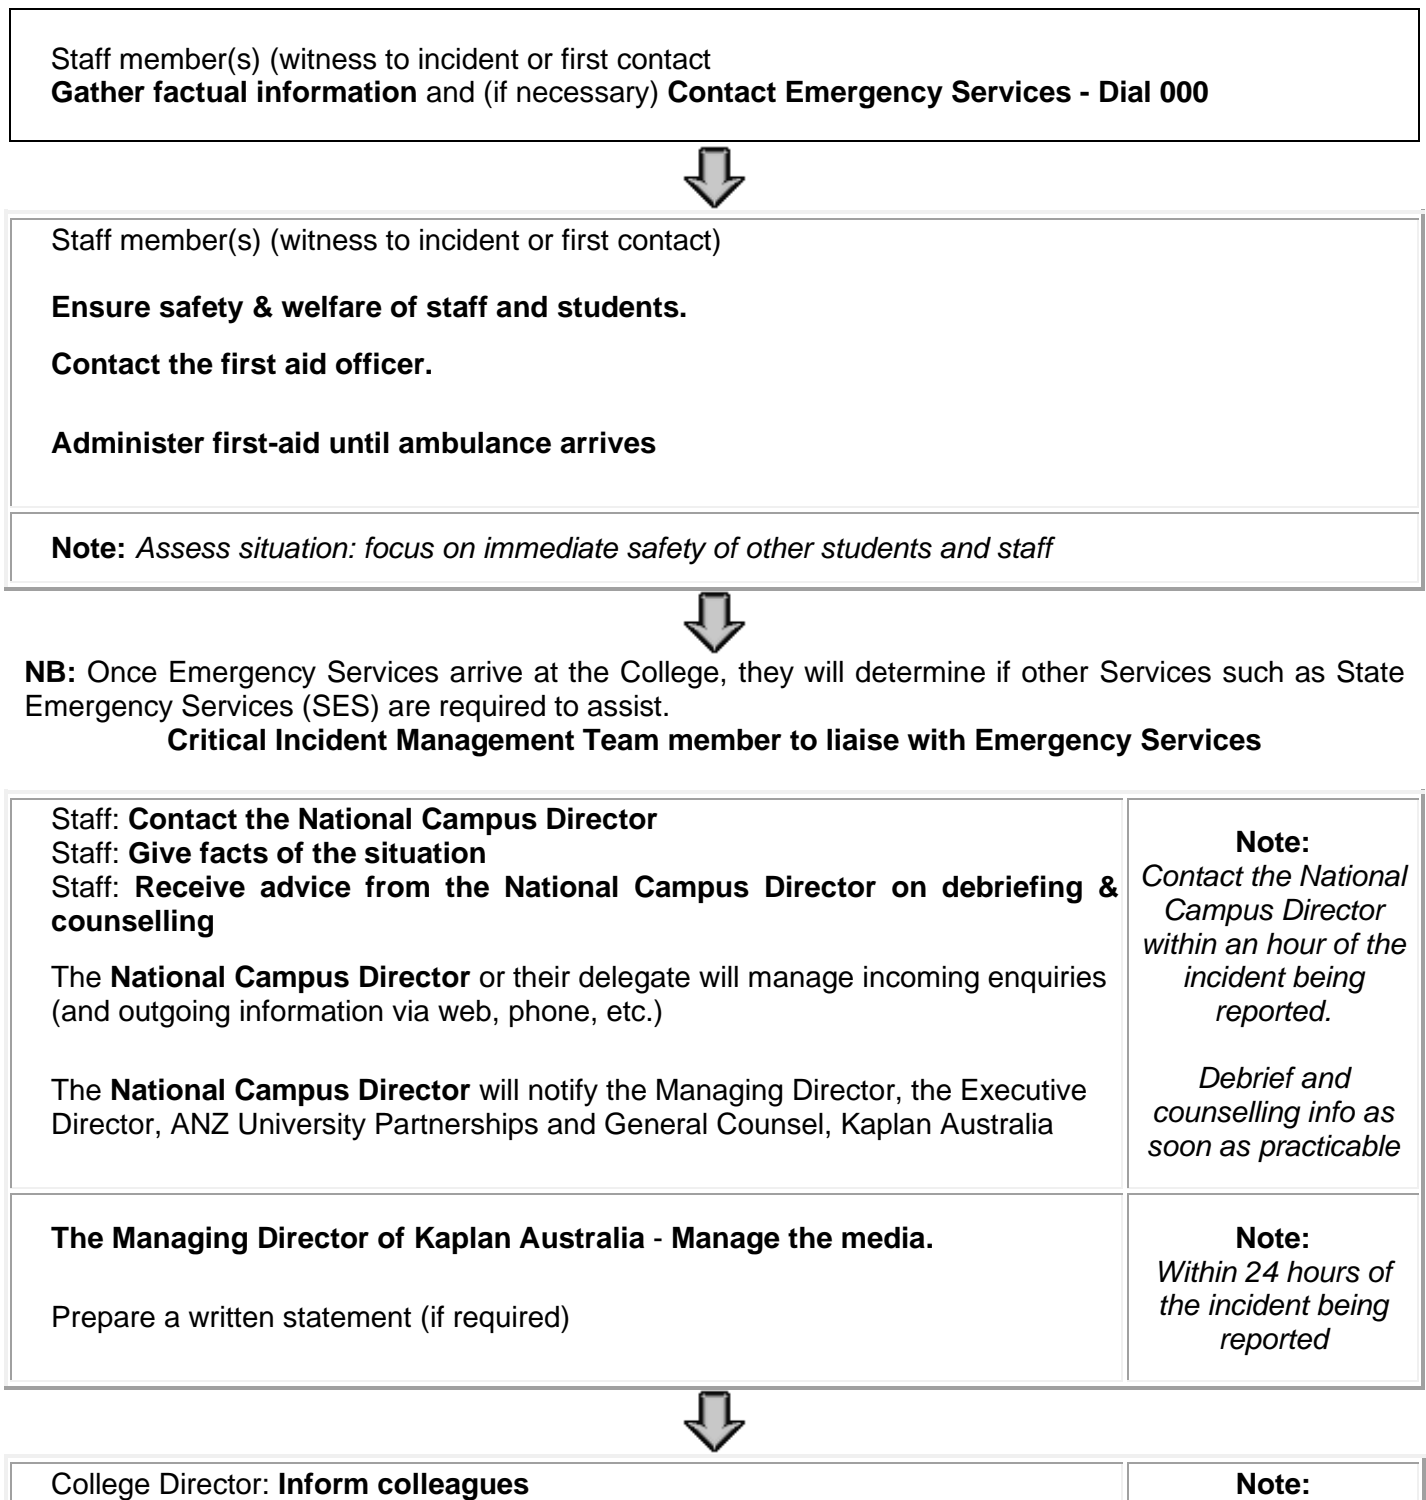 Staff member(s) (witness to incident or first contact
Gather factual information and (if necessary) Contact Emergency Services - Dial 000
Staff member(s) (witness to incident or first contact)
Ensure safety & welfare of staff and students.
Contact the first aid officer.
Administer first-aid until ambulance arrives
Note: Assess situation: focus on immediate safety of other students and staff
NB: Once Emergency Services arrive at the College, they will determine if other Services such as State
Emergency Services (SES) are required to assist.
Critical Incident Management Team member to liaise with Emergency Services
Staff: Contact the National Campus Director
Staff: Give facts of the situation
Staff: Receive advice from the National Campus Director on debriefing &
counselling
The National Campus Director or their delegate will manage incoming enquiries
(and outgoing information via web, phone, etc.)
The National Campus Director will notify the Managing Director, the Executive
Director, ANZ University Partnerships and General Counsel, Kaplan Australia
Note:
Contact the National
Campus Director
within an hour of the
incident being
reported.
Debrief and
counselling info as
soon as practicable
The Managing Director of Kaplan Australia - Manage the media.
Prepare a written statement (if required)
Note:
Within 24 hours of
the incident being
reported
College Director: Inform colleagues
Note: